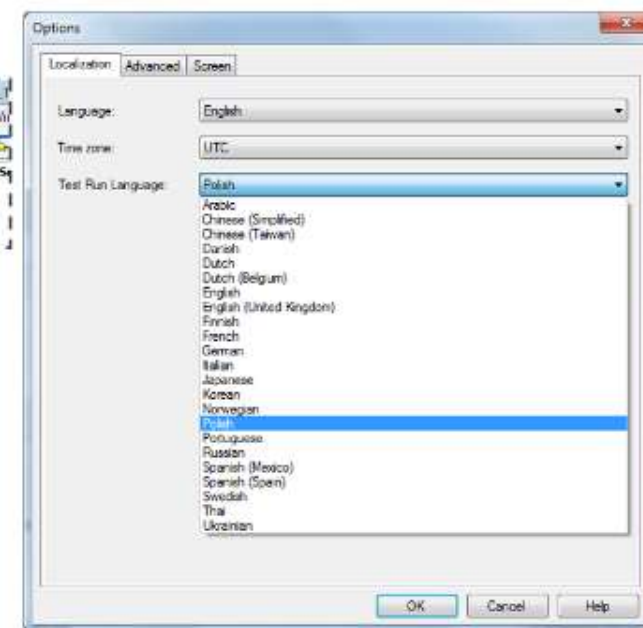 Options
Localization Advanced Screen
Language: English
Time zone: UTC
Test Run Language: Polish
Arabic
Chinese (Simplified)
Chinese (Taiwan)
Danish
Dutch
Dutch (Belgium)
English
English (United Kingdom)
Finnish
French
German
Italian
Japanese
Korean
Norwegian
Polish
Portuguese
Russian
Spanish (Mexico)
Spanish (Spain)
Swedish
Thai
Ukrainian
OK Cancel Help